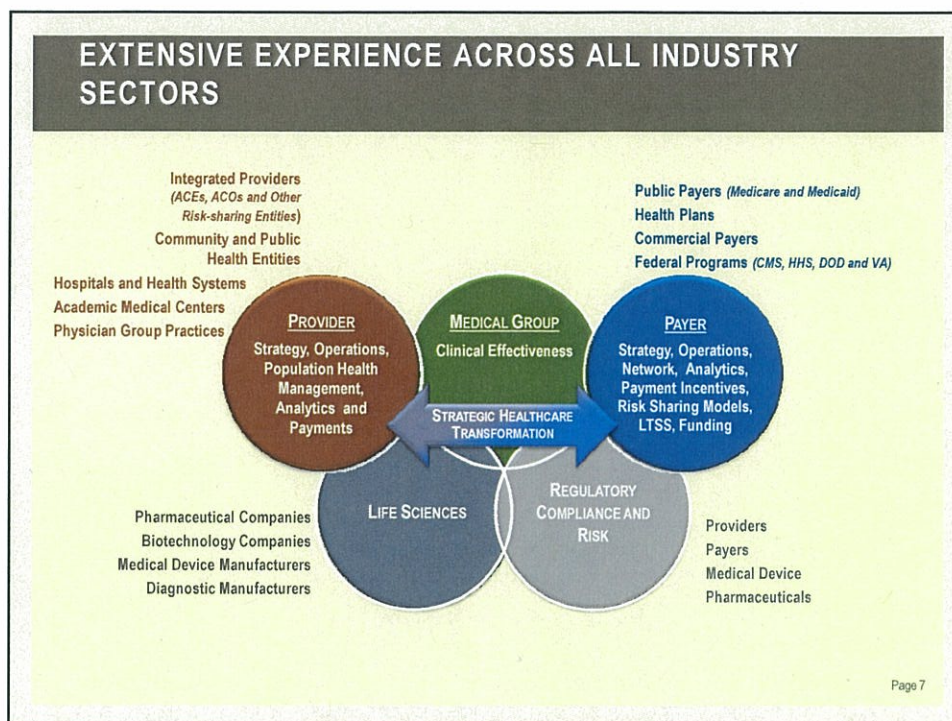 EXTENSIVE EXPERIENCE ACROSS ALL INDUSTRY
SECTORS
Integrated Providers
(ACEs, ACOs and Other
Risk-sharing Entities)
Community and Public
Health Entities
Hospitals and Health Systems
Academic Medical Centers
Physician Group Practices
Public Payers (Medicare and Medicaid)
Health Plans
Commercial Payers
Federal Programs (CMS, HHS, DOD and VA)
PROVIDER
Strategy, Operations,
Population Health
Management,
Analytics and
Payments
MEDICAL GROUP
Clinical Effectiveness
PAYER
Strategy, Operations,
Network, Analytics,
Payment Incentives,
Risk Sharing Models,
LTSS, Funding
STRATEGIC HEALTHCARE
TRANSFORMATION
LIFE SCIENCES
REGULATORY
COMPLIANCE AND
RISK
Pharmaceutical Companies
Biotechnology Companies
Medical Device Manufacturers
Diagnostic Manufacturers
Providers
Payers
Medical Device
Pharmaceuticals
Page 7